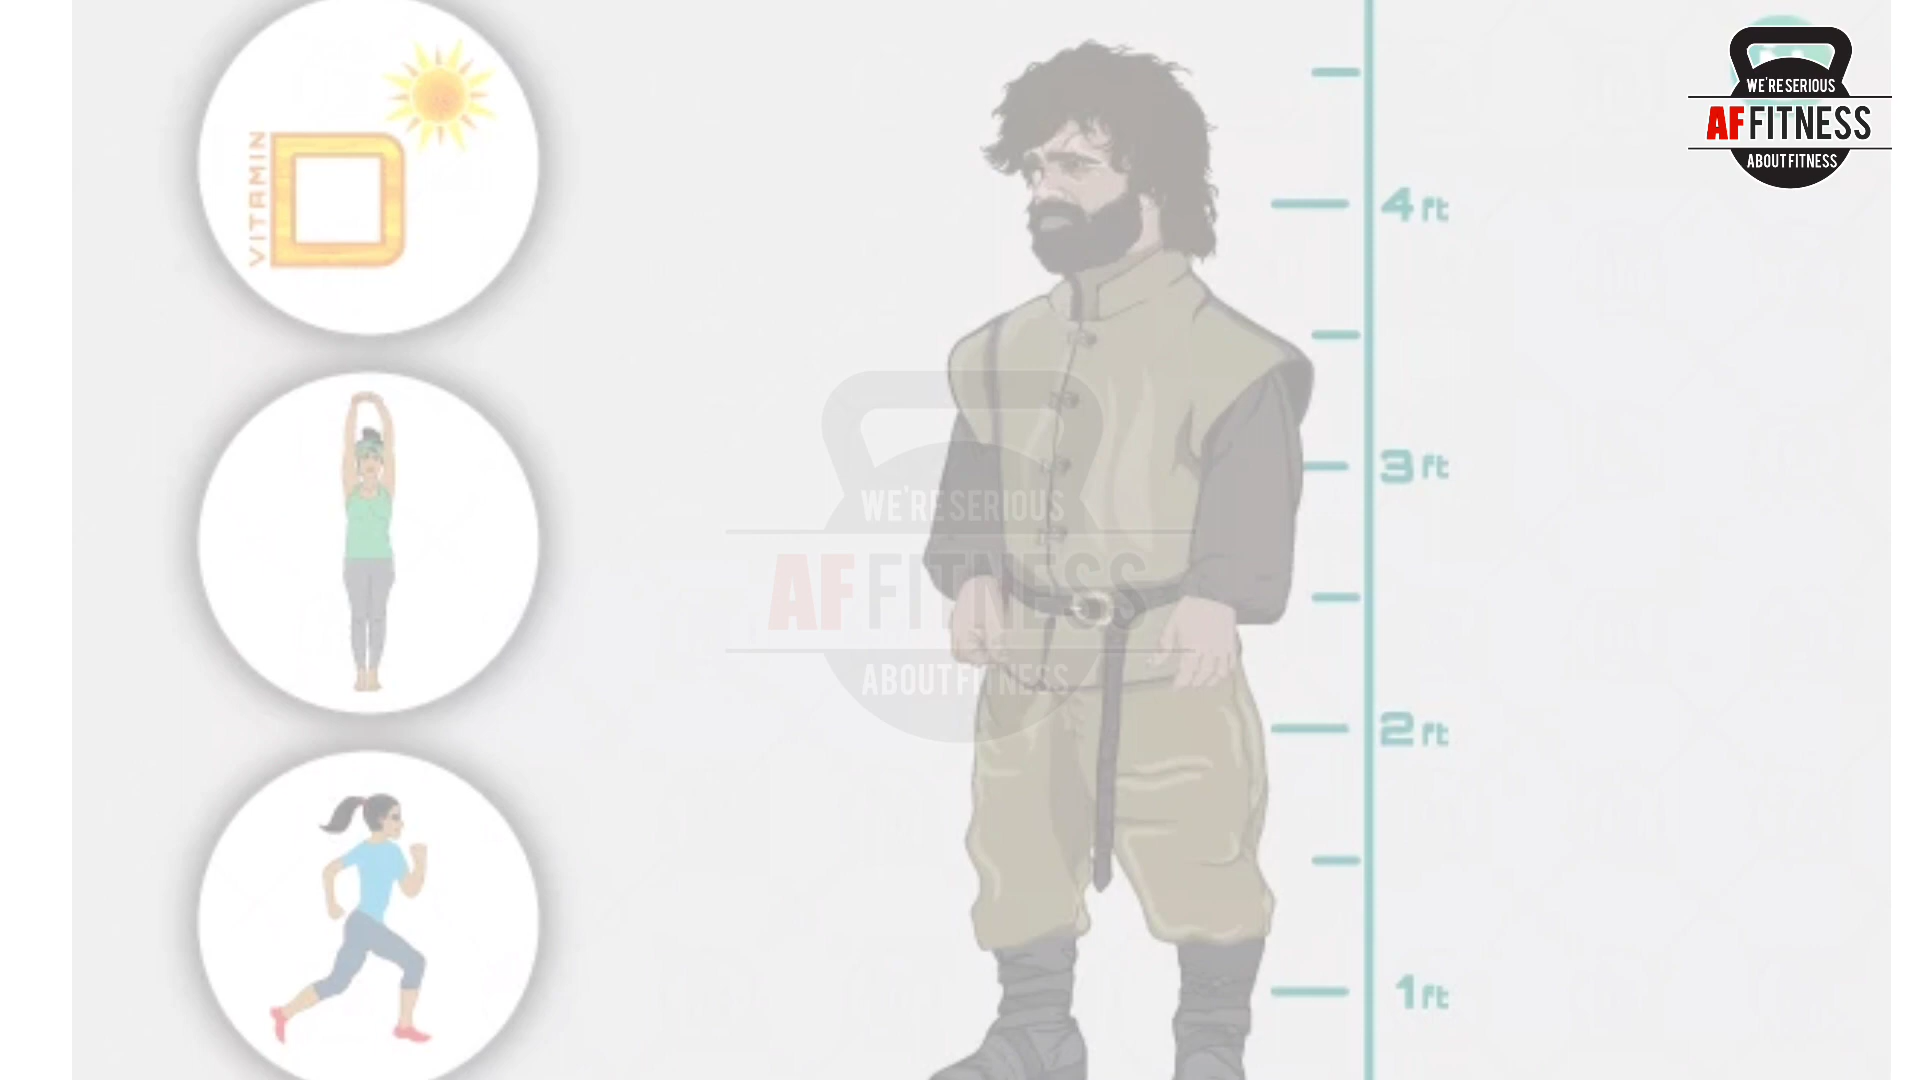 VITAMIN
D
4 ft
3 ft
2 ft
1 ft
WE'RE SERIOUS
AF FITNESS
ABOUT FITNESS
WE'RE SERIOUS
AF FITNESS
ABOUT FITNESS